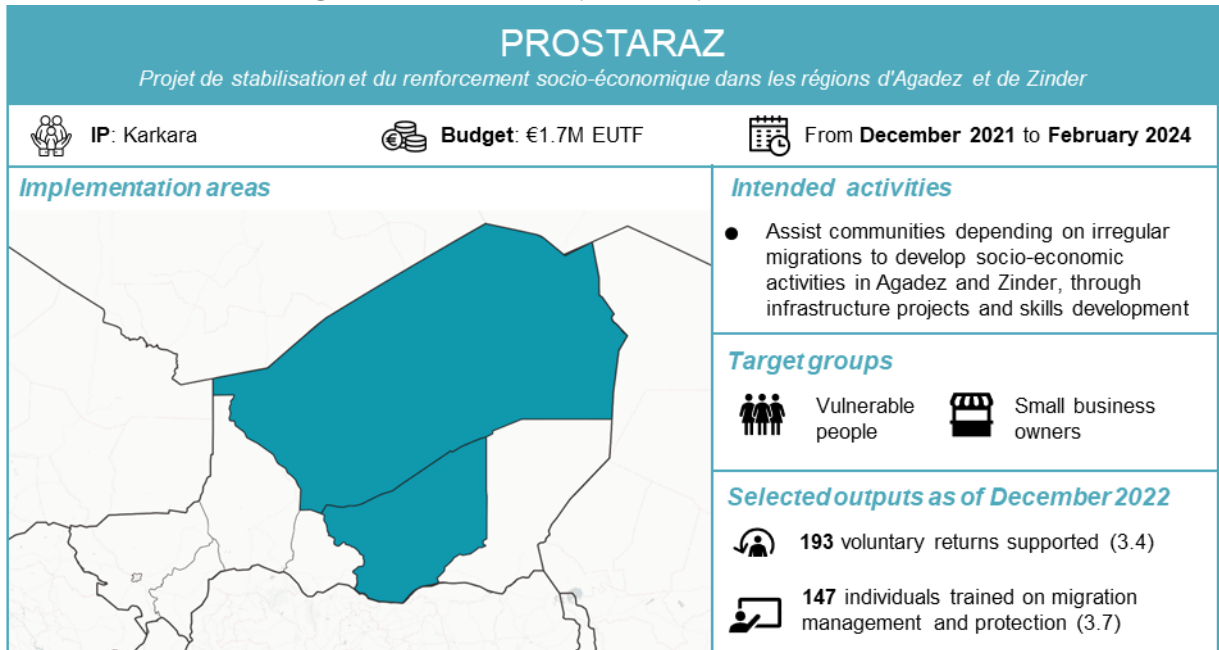 PROSTARAZ
Projet de stabilisation et du renforcement socio-économique dans les régions d'Agadez et de Zinder
IP: Karkara
Budget: €1.7M EUTF
From December 2021 to February 2024
Implementation areas
Intended activities
● Assist communities depending on irregular
migrations to develop socio-economic
activities in Agadez and Zinder, through
infrastructure projects and skills development
Target groups
Vulnerable
people
Small business
owners
Selected outputs as of December 2022
193 voluntary returns supported (3.4)
147 individuals trained on migration
management and protection (3.7)